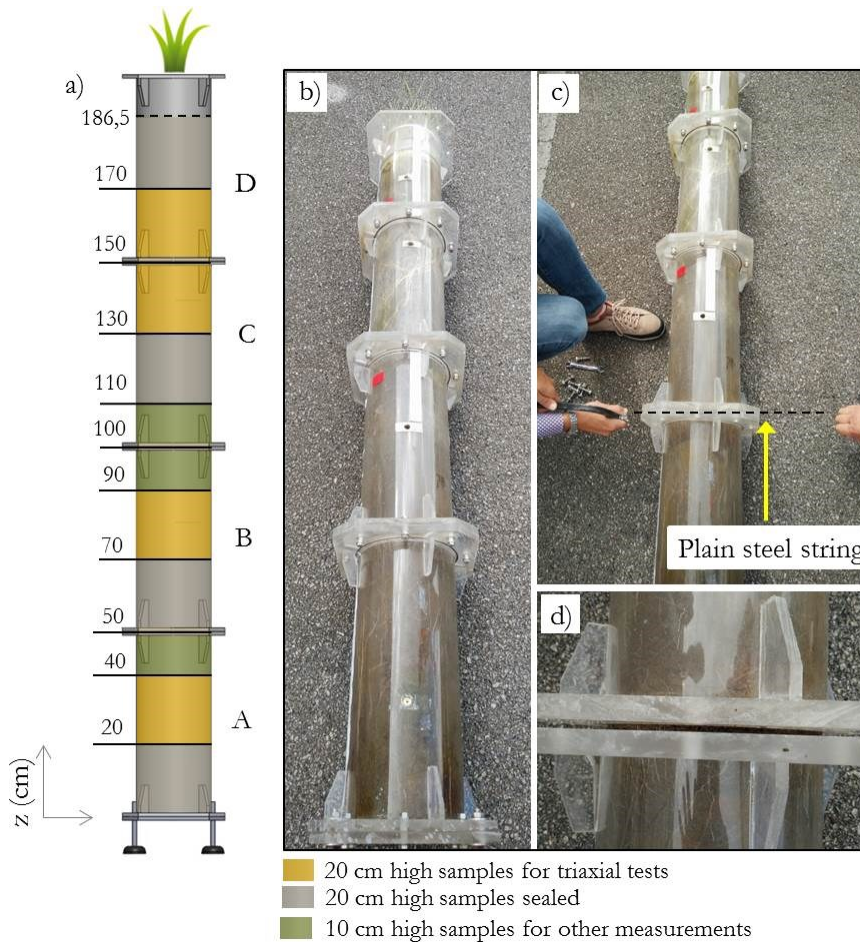 a)
186,5
170
D
150
130
C
110
100
90
B
70
50
40
A
20
z (cm)
b)
c)
Plain steel string
d)
20 cm high samples for triaxial tests
20 cm high samples sealed
10 cm high samples for other measurements